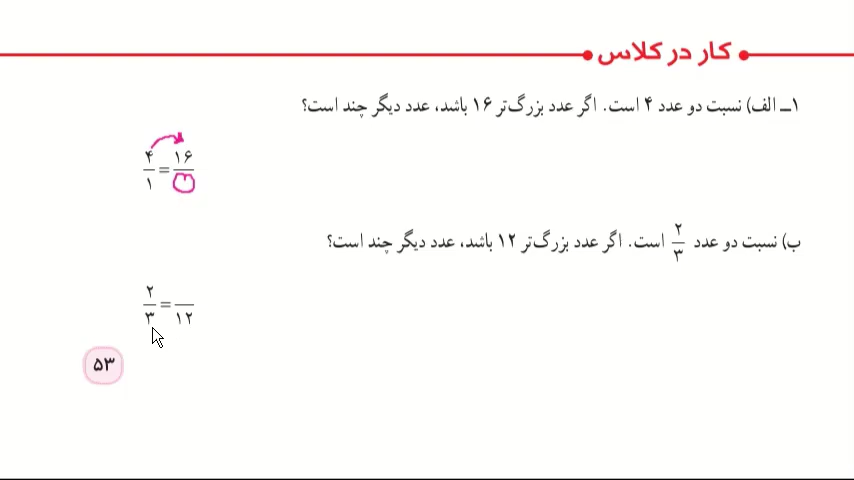 کار در کلاس
۱ـ الف) نسبت دو عدد ۴ است. اگر عدد بزرگ‌تر ۱۶ باشد، عدد دیگر چند است؟
۴/۱ = ۱۶/
ب) نسبت دو عدد ۲/۳ است. اگر عدد بزرگ‌تر ۱۲ باشد، عدد دیگر چند است؟
۲/۳ = /۱۲
۵۳